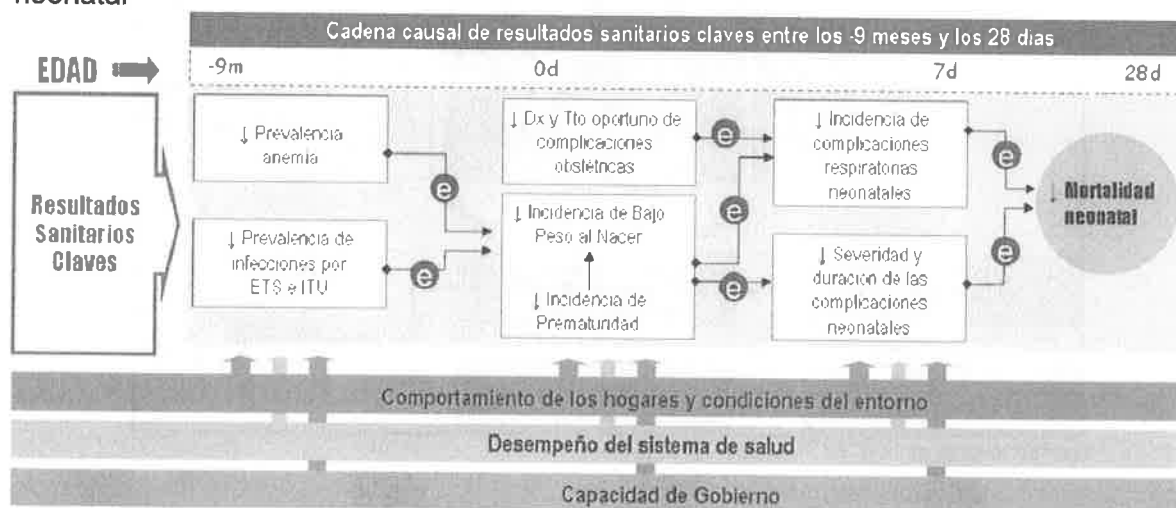 neonatal
Cadena causal de resultados sanitarios claves entre los -9 meses y los 28 dias
EDAD
-9m
0d
7d
28d
Resultados
Sanitarios
Claves
↓ Prevalencia
anemia
↓ Prevalencia de
infecciones por
ETS e ITU
↓ Dx y Tto oportuno de
complicaciones
obstétricas
↓ Incidencia de Bajo
Peso al Nacer
↓ Incidencia de
Prematuridad
↓ Incidencia de
complicaciones
respiratorias
neonatales
↓ Severidad y
duración de las
complicaciones
neonatales
↓ Mortalidad
neonatal
e
e
e
e
e
e
e
Comportamiento de los hogares y condiciones del entorno
Desempeño del sistema de salud
Capacidad de Gobierno